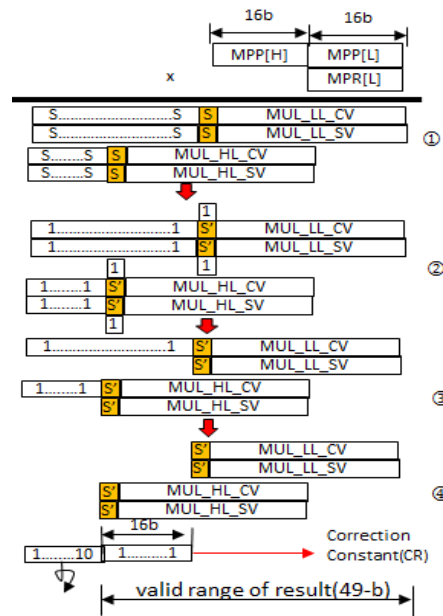 16b 16b
MPP[H] MPP[L]
x MPR[L]
S.................S S MUL_LL_CV
S.................S S MUL_LL_SV
①
S........S S MUL_HL_CV
S........S S MUL_HL_SV
1
1.....................1 S' MUL_LL_CV
1.....................1 S' MUL_LL_SV
1 1
②
1........1 S' MUL_HL_CV
1........1 S' MUL_HL_SV
1
1.........................1 S' MUL_LL_CV
S' MUL_LL_SV
1.........1 S' MUL_HL_CV
③
S' MUL_HL_SV
S' MUL_LL_CV
S' MUL_LL_SV
S' MUL_HL_CV
④
S' MUL_HL_SV
16b
Correction
1........10 1............1 Constant(CR)
valid range of result(49-b)